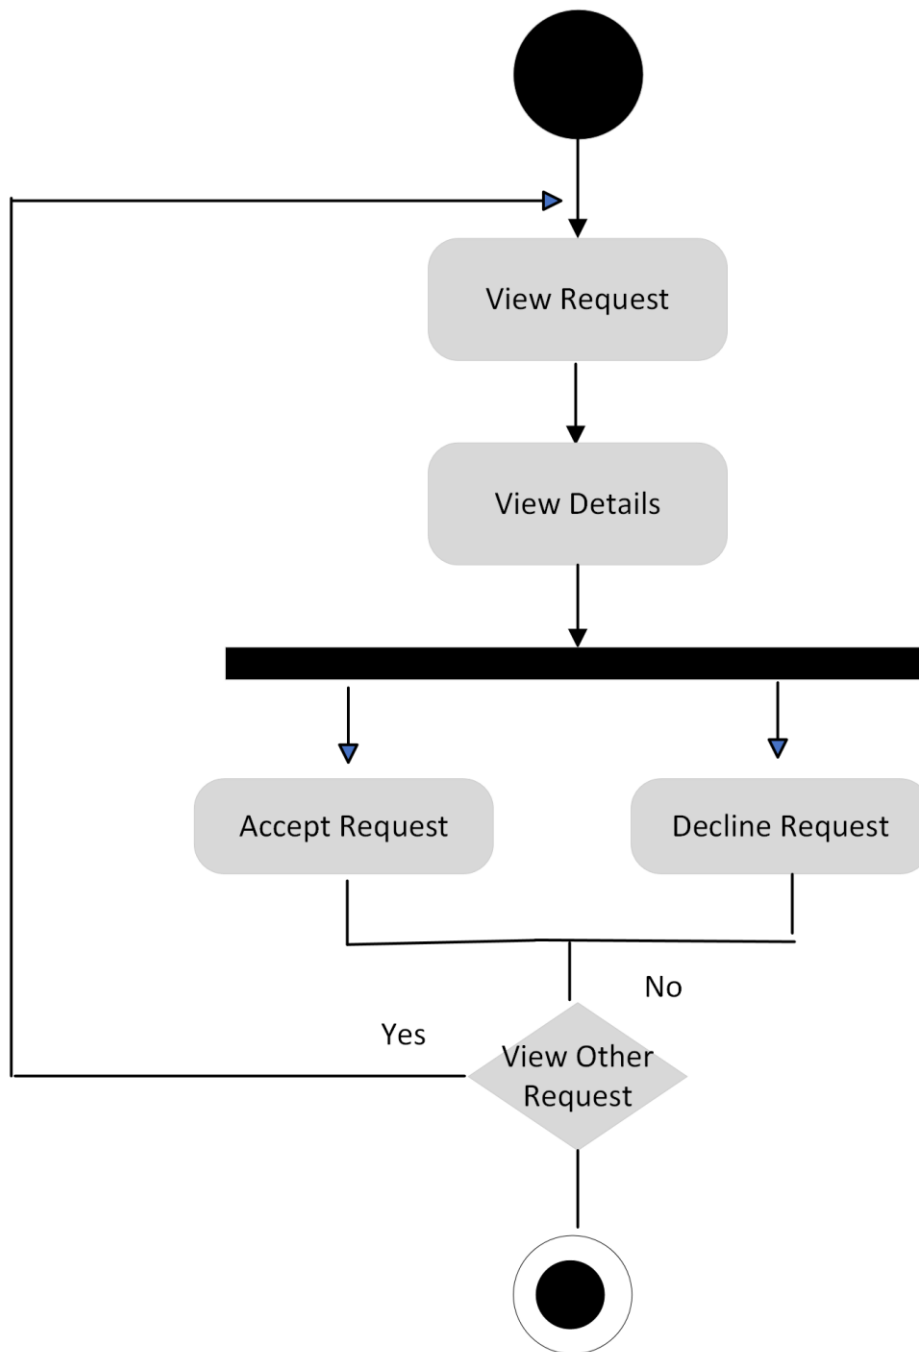 View Request
View Details
Accept Request
Decline Request
No
Yes
View Other
Request